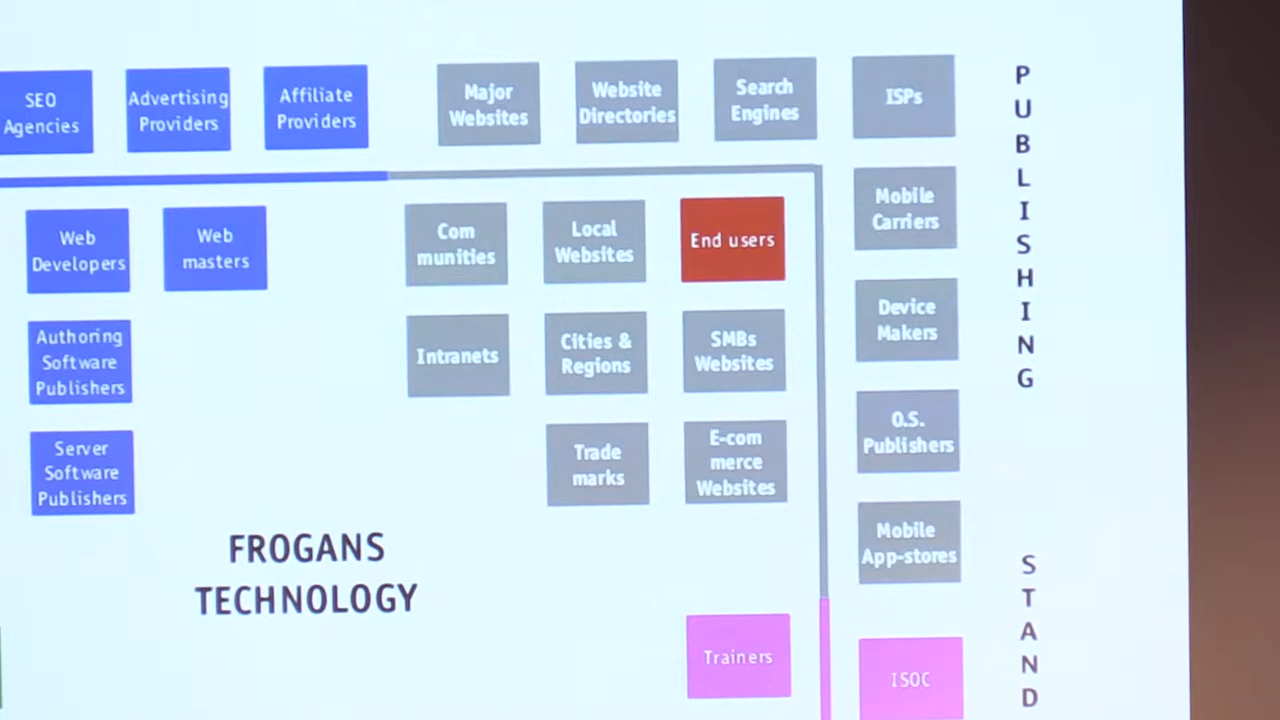 SEO
Agencies
Advertising
Providers
Affiliate
Providers
Major
Websites
Website
Directories
Search
Engines
ISPs
PUBLISHING
Web
Developers
Web
masters
Com
munities
Local
Websites
End users
Mobile
Carriers
Authoring
Software
Publishers
Intranets
Cities &
Regions
SMBs
Websites
Device
Makers
Server
Software
Publishers
Trade
marks
E-com
merce
Websites
O.S.
Publishers
FROGANS
TECHNOLOGY
Mobile
App-stores
Trainers
ISOC
STAND